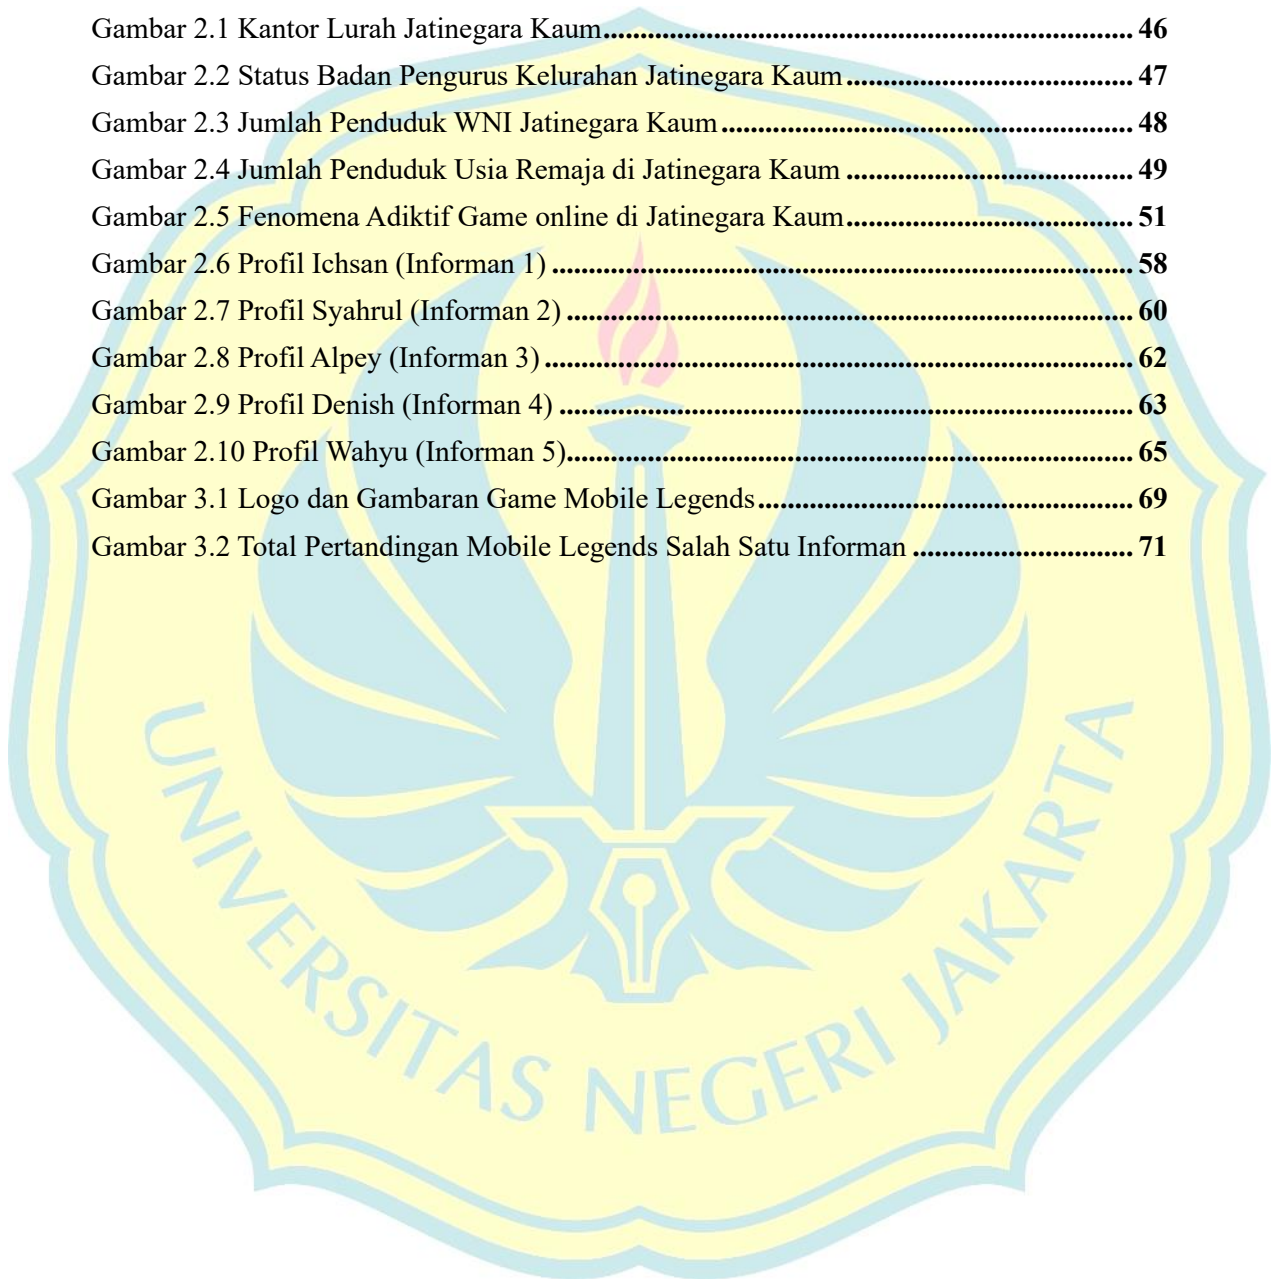 Gambar 2.1 Kantor Lurah Jatinegara Kaum........................................................................ 46
Gambar 2.2 Status Badan Pengurus Kelurahan Jatinegara Kaum....................................... 47
Gambar 2.3 Jumlah Penduduk WNI Jatinegara Kaum........................................................ 48
Gambar 2.4 Jumlah Penduduk Usia Remaja di Jatinegara Kaum ....................................... 49
Gambar 2.5 Fenomena Adiktif Game online di Jatinegara Kaum....................................... 51
Gambar 2.6 Profil Ichsan (Informan 1) ............................................................................... 58
Gambar 2.7 Profil Syahrul (Informan 2) ............................................................................. 60
Gambar 2.8 Profil Alpey (Informan 3) ................................................................................ 62
Gambar 2.9 Profil Denish (Informan 4) .............................................................................. 63
Gambar 2.10 Profil Wahyu (Informan 5)............................................................................. 65
Gambar 3.1 Logo dan Gambaran Game Mobile Legends................................................... 69
Gambar 3.2 Total Pertandingan Mobile Legends Salah Satu Informan .............................. 71
UNIVERSITAS NEGERI JAKARTA